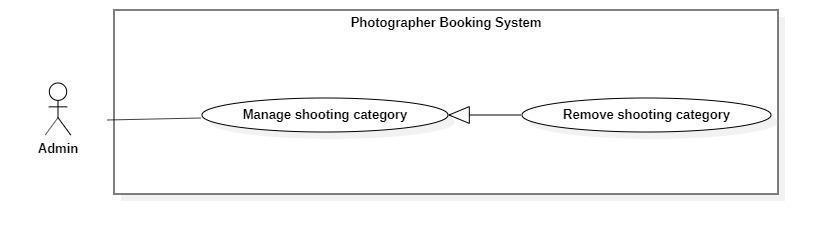 Photographer Booking System
Manage shooting category
Remove shooting category
Admin